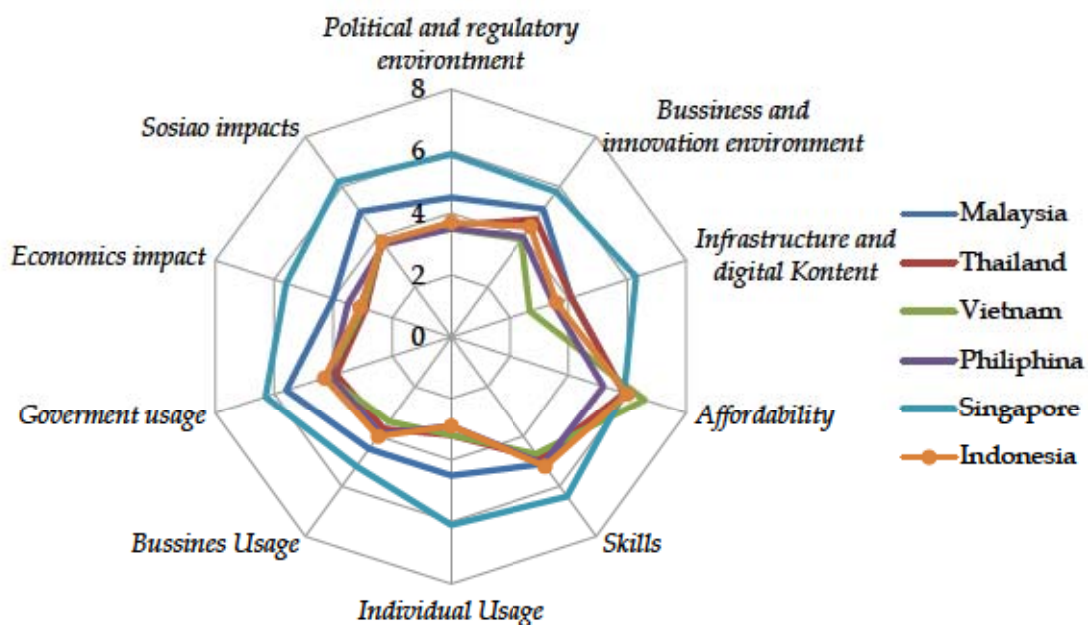 Political and regulatory
environtment
8
Sosiao impacts
Bussiness and
innovation environment
6
4
Malaysia
Economics impact
Infrastructure and
digital Kontent
Thailand
2
Vietnam
0
Philiphina
Goverment usage
Affordability
Singapore
Indonesia
Bussines Usage
Skills
Individual Usage